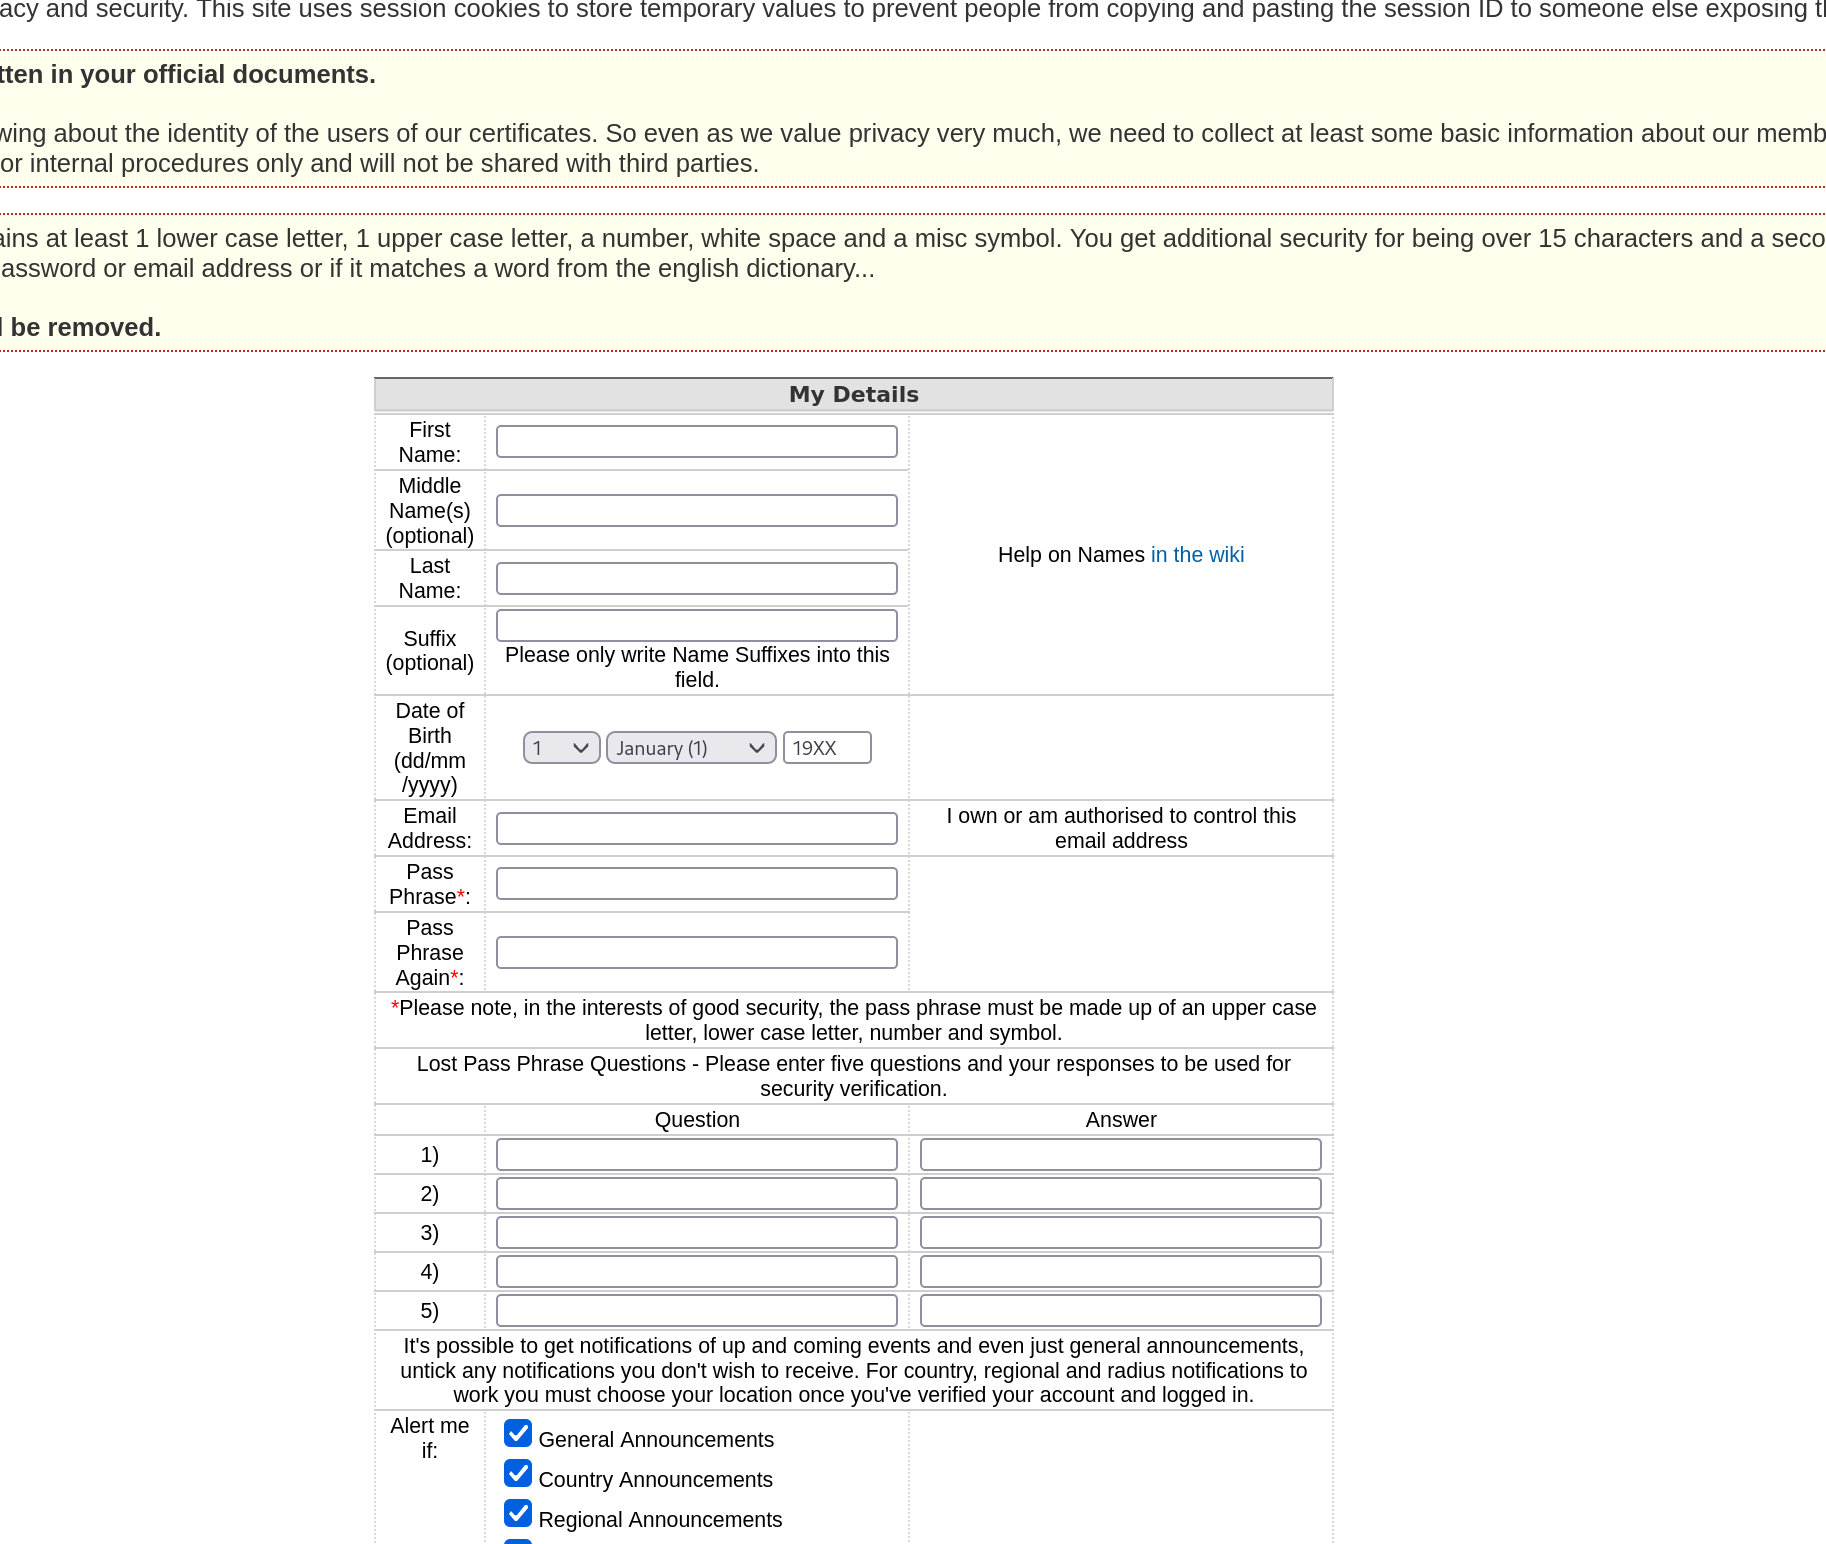 acy and security. This site uses session cookies to store temporary values to prevent people from copying and pasting the session ID to someone else exposing
tten in your official documents.
wing about the identity of the users of our certificates. So even as we value privacy very much, we need to collect at least some basic information about our memb
or internal procedures only and will not be shared with third parties.
ains at least 1 lower case letter, 1 upper case letter, a number, white space and a misc symbol. You get additional security for being over 15 characters and a seco
assword or email address or if it matches a word from the english dictionary...
l be removed.
My Details
First
Name:
Middle
Name(s)
(optional)
Help on Names in the wiki
Last
Name:
Suffix
(optional)
Please only write Name Suffixes into this
field.
Date of
Birth
(dd/mm
/yyyy)
1 January (1) 19XX
Email
Address:
I own or am authorised to control this
email address
Pass
Phrase*:
Pass
Phrase
Again*:
*Please note, in the interests of good security, the pass phrase must be made up of an upper case
letter, lower case letter, number and symbol.
Lost Pass Phrase Questions - Please enter five questions and your responses to be used for
security verification.
Question Answer
1)
2)
3)
4)
5)
It's possible to get notifications of up and coming events and even just general announcements,
untick any notifications you don't wish to receive. For country, regional and radius notifications to
work you must choose your location once you've verified your account and logged in.
Alert me
if:
General Announcements
Country Announcements
Regional Announcements